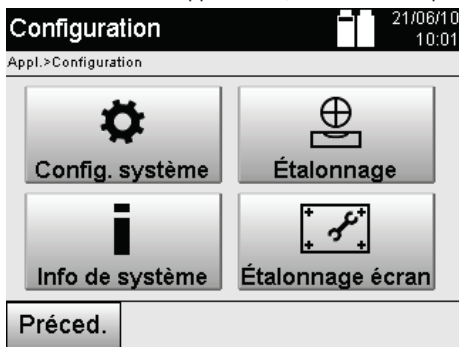 Configuration
21/06/10
10:01
Appl.>Configuration
Config. système
Étalonnage
Info de système
Étalonnage écran
Préced.